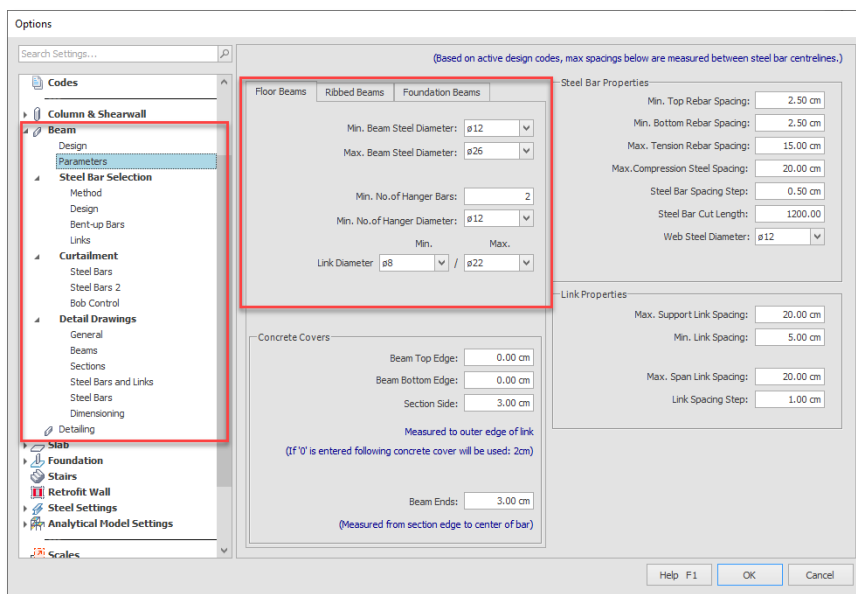 Options
Search Settings...
Codes
Column & Shearwall
Beam
Design
Parameters
Steel Bar Selection
Method
Design
Bent-up Bars
Links
Curtailment
Steel Bars
Steel Bars 2
Bob Control
Detail Drawings
General
Beams
Sections
Steel Bars and Links
Steel Bars
Dimensioning
Detailing
Slab
Foundation
Stairs
Retrofit Wall
Steel Settings
Analytical Model Settings
Scales
(Based on active design codes, max spacings below are measured between steel bar centrelines.)
Floor Beams Ribbed Beams Foundation Beams
Min. Beam Steel Diameter: ø12
Max. Beam Steel Diameter: ø26
Min. No.of Hanger Bars: 2
Min. No.of Hanger Diameter: ø12
Min. Max.
Link Diameter ø8 / ø22
Concrete Covers
Beam Top Edge: 0.00 cm
Beam Bottom Edge: 0.00 cm
Section Side: 3.00 cm
Measured to outer edge of link
(If '0' is entered following concrete cover will be used: 2cm)
Beam Ends: 3.00 cm
(Measured from section edge to center of bar)
Steel Bar Properties
Min. Top Rebar Spacing: 2.50 cm
Min. Bottom Rebar Spacing: 2.50 cm
Max. Tension Rebar Spacing: 15.00 cm
Max.Compression Steel Spacing: 20.00 cm
Steel Bar Spacing Step: 0.50 cm
Steel Bar Cut Length: 1200.00
Web Steel Diameter: ø12
Link Properties
Max. Support Link Spacing: 20.00 cm
Min. Link Spacing: 5.00 cm
Max. Span Link Spacing: 20.00 cm
Link Spacing Step: 1.00 cm
Help F1 OK Cancel